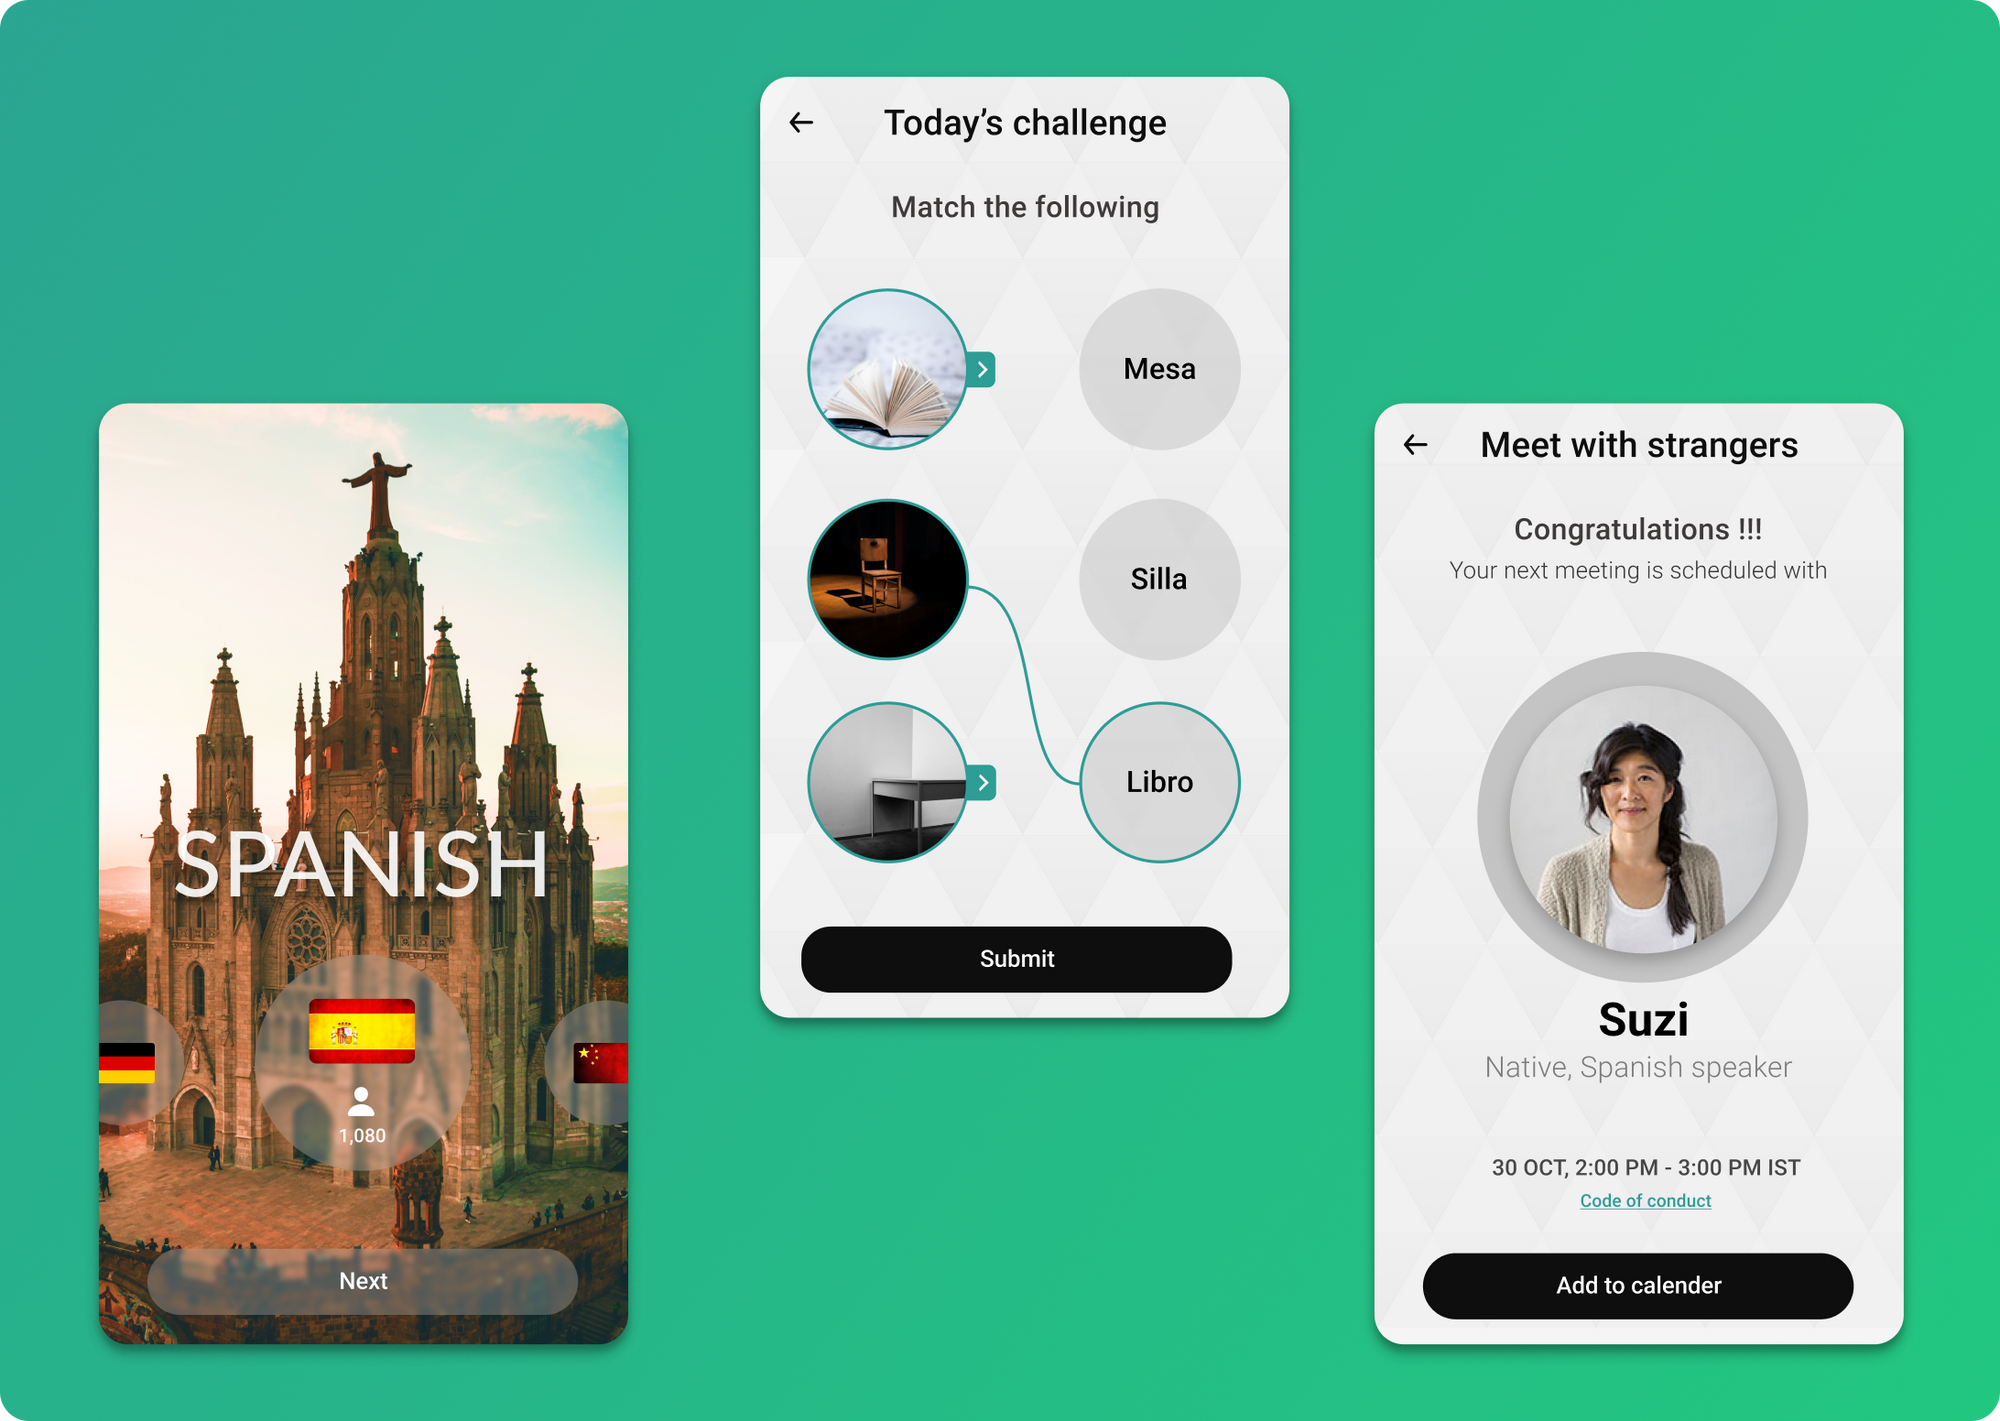 SPANISH
1,080
Next
Today’s challenge
Match the following
Mesa
Silla
Libro
Submit
Meet with strangers
Congratulations !!!
Your next meeting is scheduled with
Suzi
Native, Spanish speaker
30 OCT, 2:00 PM - 3:00 PM IST
Code of conduct
Add to calender